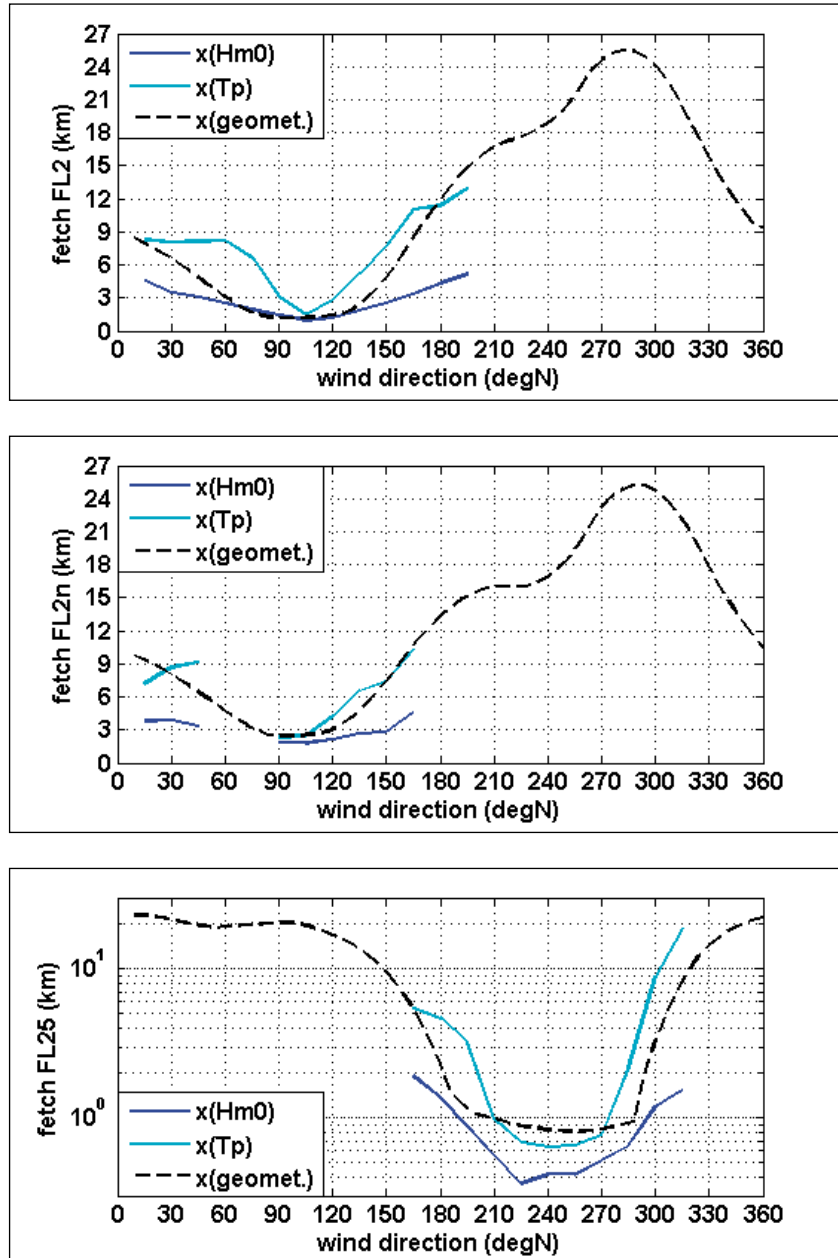 27
24
21
18
15
12
9
6
3
0
fetch FL2 (km)
x(Hm0)
x(Tp)
x(geomet.)
0 30 60 90 120 150 180 210 240 270 300 330 360
wind direction (degN)
27
24
21
18
15
12
9
6
3
0
fetch FL2n (km)
x(Hm0)
x(Tp)
x(geomet.)
0 30 60 90 120 150 180 210 240 270 300 330 360
wind direction (degN)
10^1
10^0
fetch FL25 (km)
x(Hm0)
x(Tp)
x(geomet.)
0 30 60 90 120 150 180 210 240 270 300 330 360
wind direction (degN)